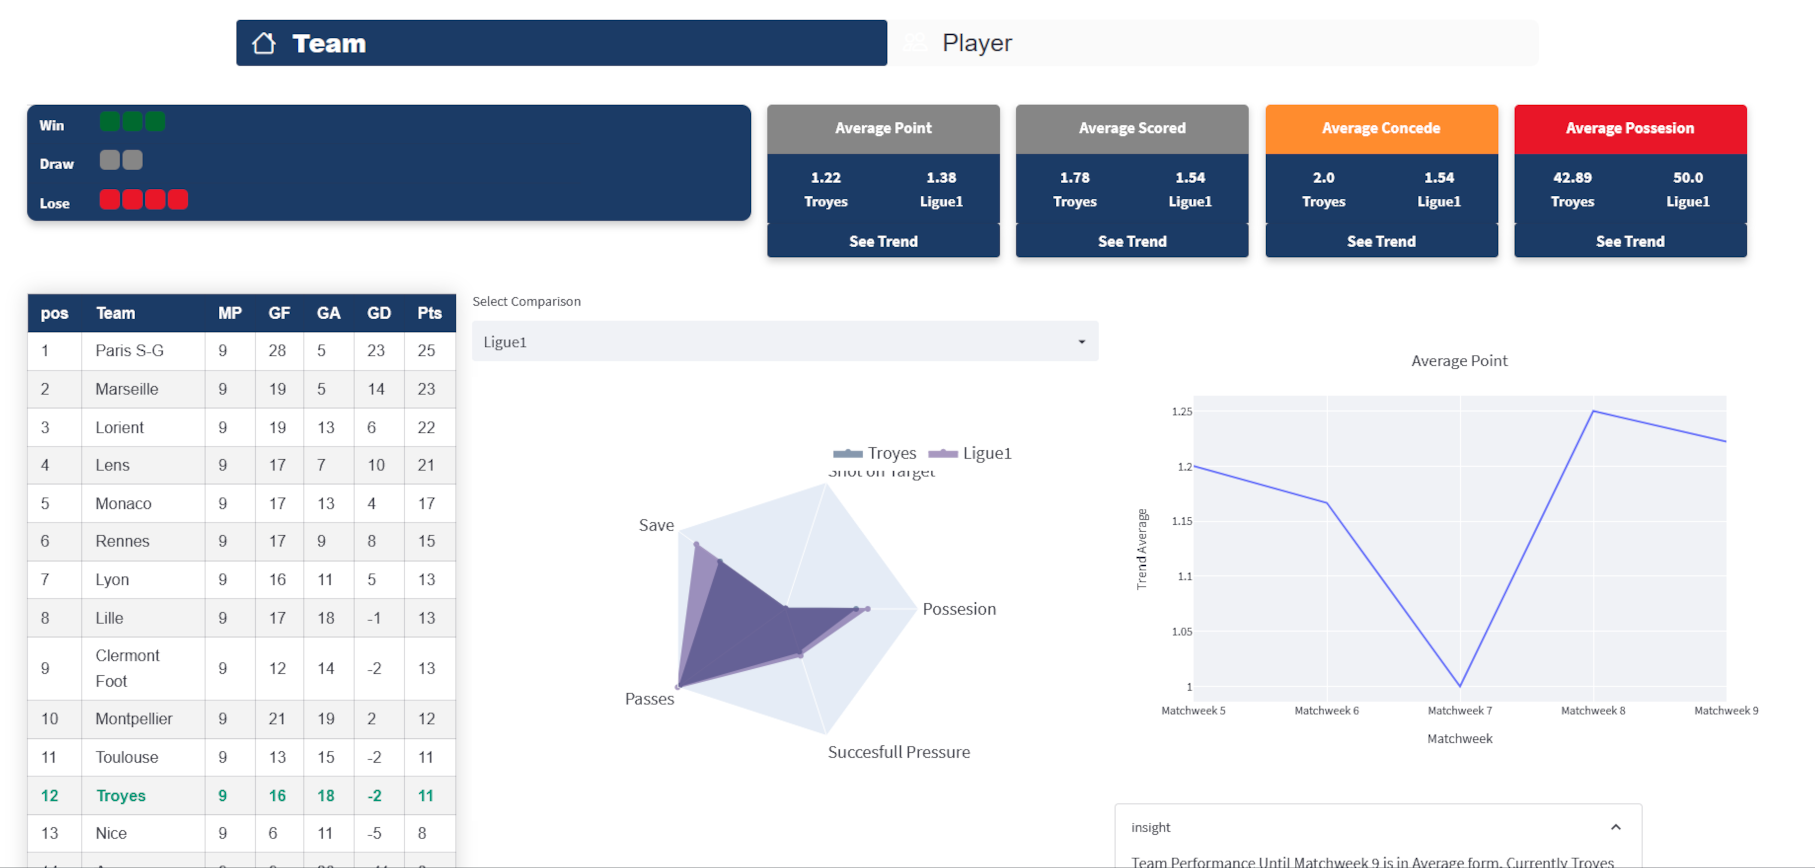 Team
Player
Win
Draw
Lose
Average Point
1.22 1.38
Troyes Ligue1
See Trend
Average Scored
1.78 1.54
Troyes Ligue1
See Trend
Average Concede
2.0 1.54
Troyes Ligue1
See Trend
Average Possesion
42.89 50.0
Troyes Ligue1
See Trend
pos Team MP GF GA GD Pts
1 Paris S-G 9 28 5 23 25
2 Marseille 9 19 5 14 23
3 Lorient 9 19 13 6 22
4 Lens 9 17 7 10 21
5 Monaco 9 17 13 4 17
6 Rennes 9 17 9 8 15
7 Lyon 9 16 11 5 13
8 Lille 9 17 18 -1 13
9 Clermont Foot 9 12 14 -2 13
10 Montpellier 9 21 19 2 12
11 Toulouse 9 13 15 -2 11
12 Troyes 9 16 18 -2 11
13 Nice 9 6 11 -5 8
Select Comparison
Ligue1
Troyes Ligue1
Shot on Target
Save
Possesion
Passes
Succesfull Pressure
Average Point
Trend Average
1.25
1.2
1.15
1.1
1.05
1
Matchweek 5 Matchweek 6 Matchweek 7 Matchweek 8 Matchweek 9
Matchweek
insight
Team Performance Until Matchweek 9 is in Average form. Currently Troyes